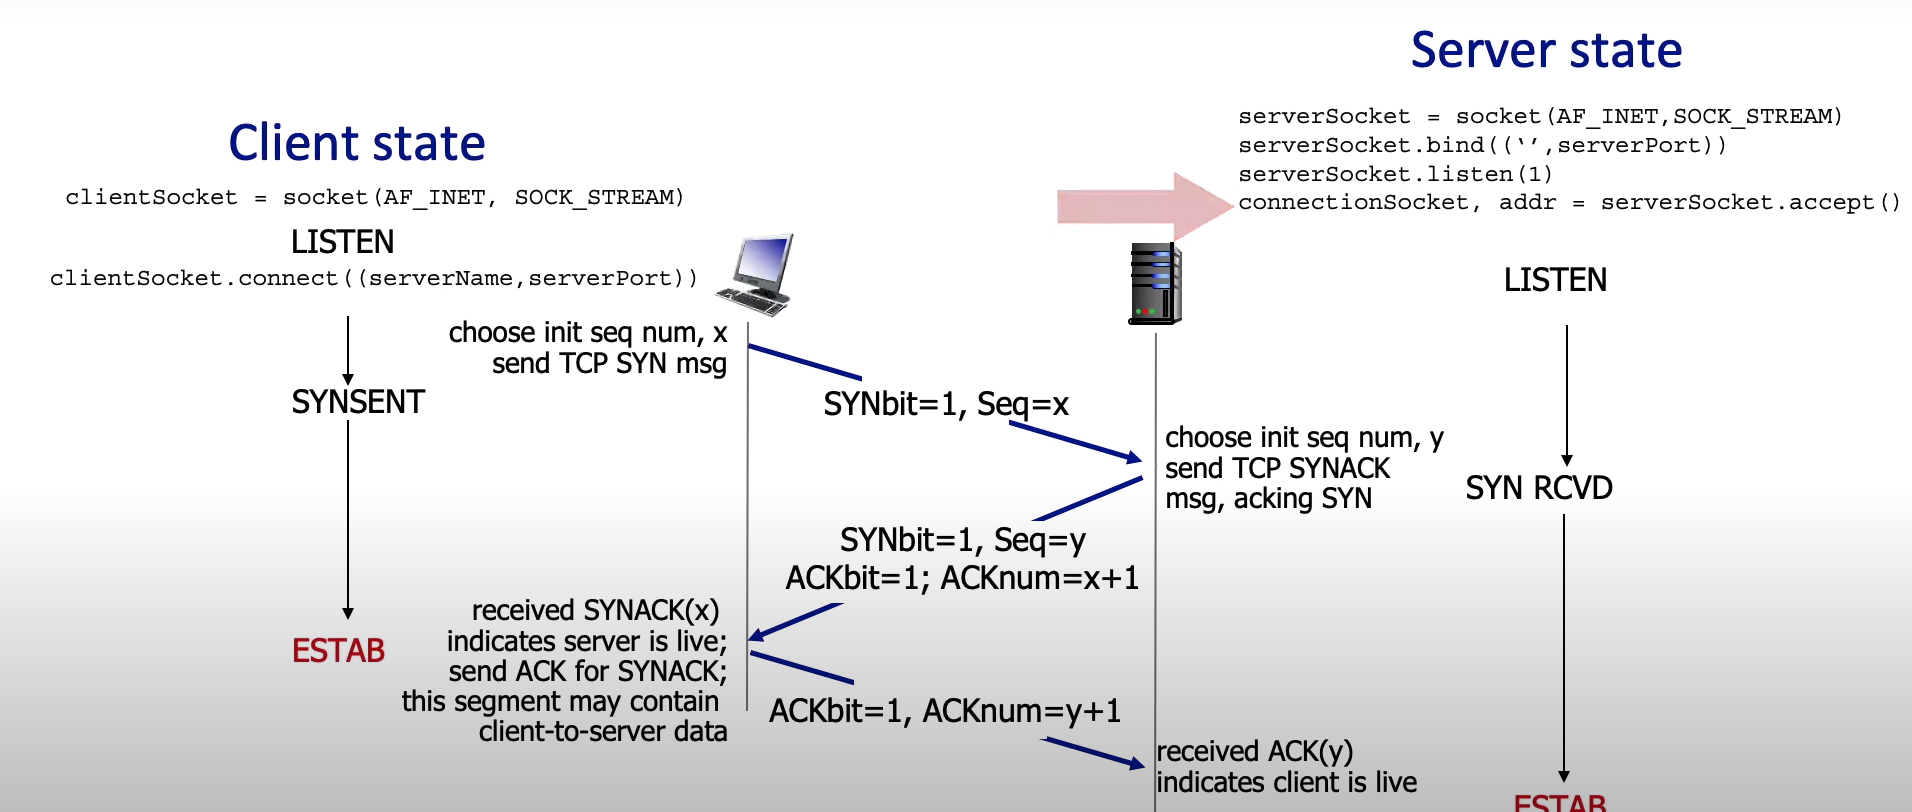 Server state
serverSocket = socket(AF_INET,SOCK_STREAM)
serverSocket.bind((‘’,serverPort))
serverSocket.listen(1)
connectionSocket, addr = serverSocket.accept()
Client state
clientSocket = socket(AF_INET, SOCK_STREAM)
LISTEN
clientSocket.connect((serverName,serverPort))
LISTEN
choose init seq num, x
send TCP SYN msg
SYNSENT
SYNbit=1, Seq=x
choose init seq num, y
send TCP SYNACK
msg, acking SYN
SYN RCVD
SYNbit=1, Seq=y
ACKbit=1; ACKnum=x+1
received SYNACK(x)
indicates server is live;
send ACK for SYNACK;
this segment may contain
client-to-server data
ESTAB
ACKbit=1, ACKnum=y+1
received ACK(y)
indicates client is live
ESTAB